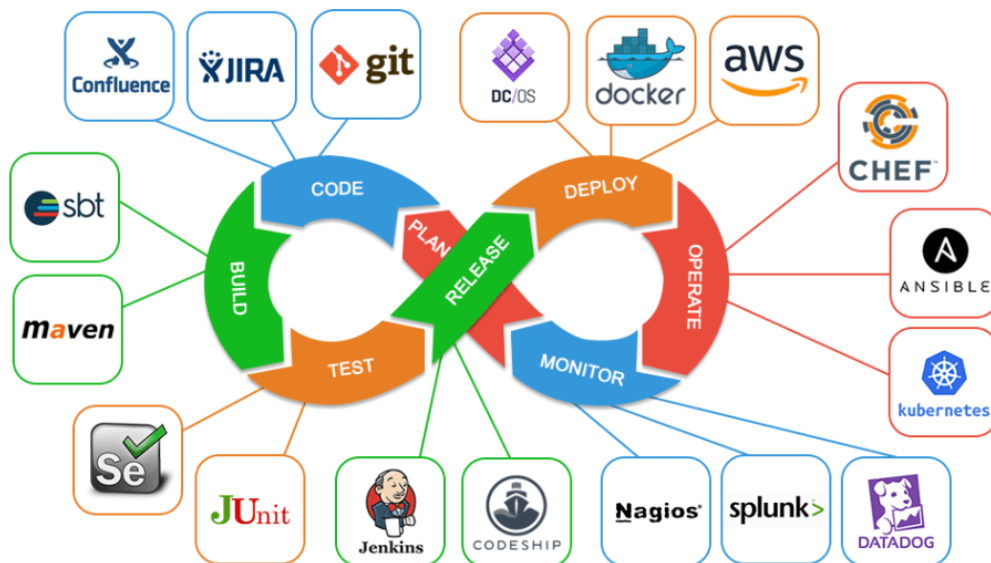 Confluence
JIRA
git
DC/OS
docker
aws
CHEF™
sbt
CODE
DEPLOY
PLAN
RELEASE
BUILD
OPERATE
ANSIBLE
maven
TEST
MONITOR
kubernetes
Se
JUnit
Jenkins
CODESHIP
Nagios®
splunk>
DATADOG